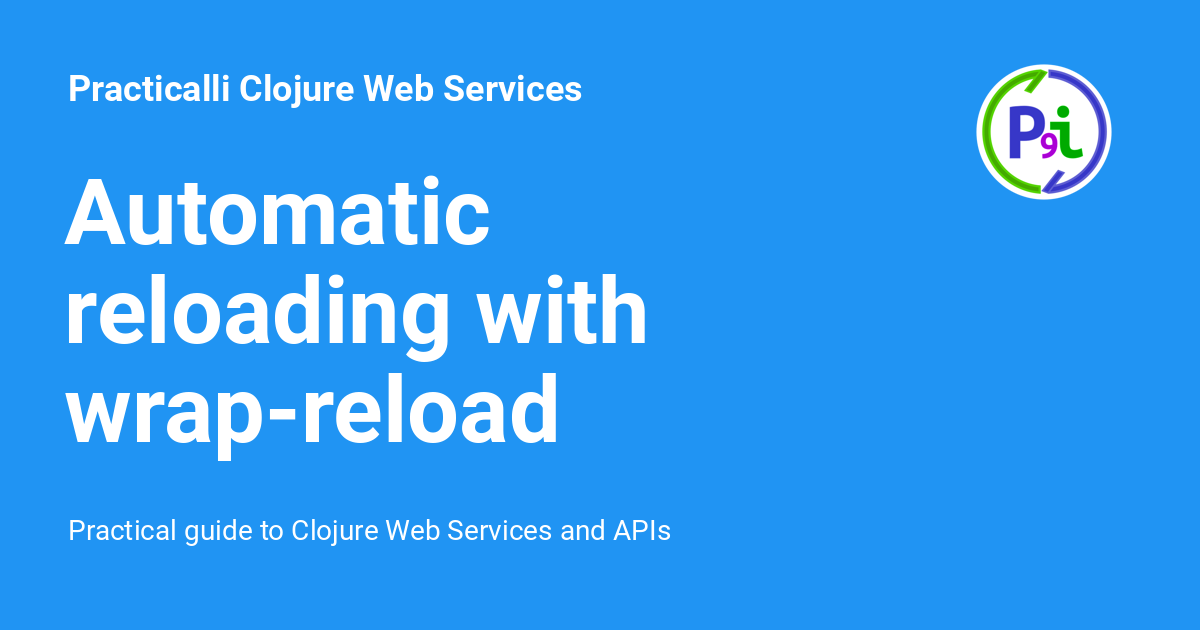 Practicalli Clojure Web Services
P9i
Automatic
reloading with
wrap-reload
Practical guide to Clojure Web Services and APIs